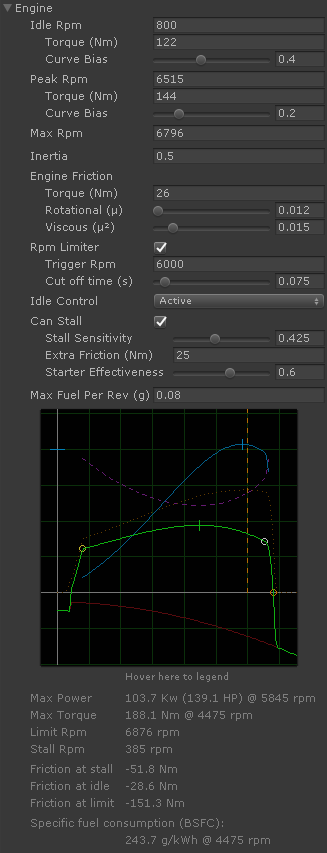 Engine
Idle Rpm 800
Torque (Nm) 122
Curve Bias 0.4
Peak Rpm 6515
Torque (Nm) 144
Curve Bias 0.2
Max Rpm 6796
Inertia 0.5
Engine Friction
Torque (Nm) 26
Rotational (μ) 0.012
Viscous (μ²) 0.015
Rpm Limiter
Trigger Rpm 6000
Cut off time (s) 0.075
Idle Control Active
Can Stall
Stall Sensitivity 0.425
Extra Friction (Nm) 25
Starter Effectiveness 0.6
Max Fuel Per Rev (g) 0.08
Hover here to legend
Max Power 103.7 Kw (139.1 HP) @ 5845 rpm
Max Torque 188.1 Nm @ 4475 rpm
Limit Rpm 6876 rpm
Stall Rpm 385 rpm
Friction at stall -51.8 Nm
Friction at idle -28.6 Nm
Friction at limit -151.3 Nm
Specific fuel consumption (BSFC):
243.7 g/kWh @ 4475 rpm